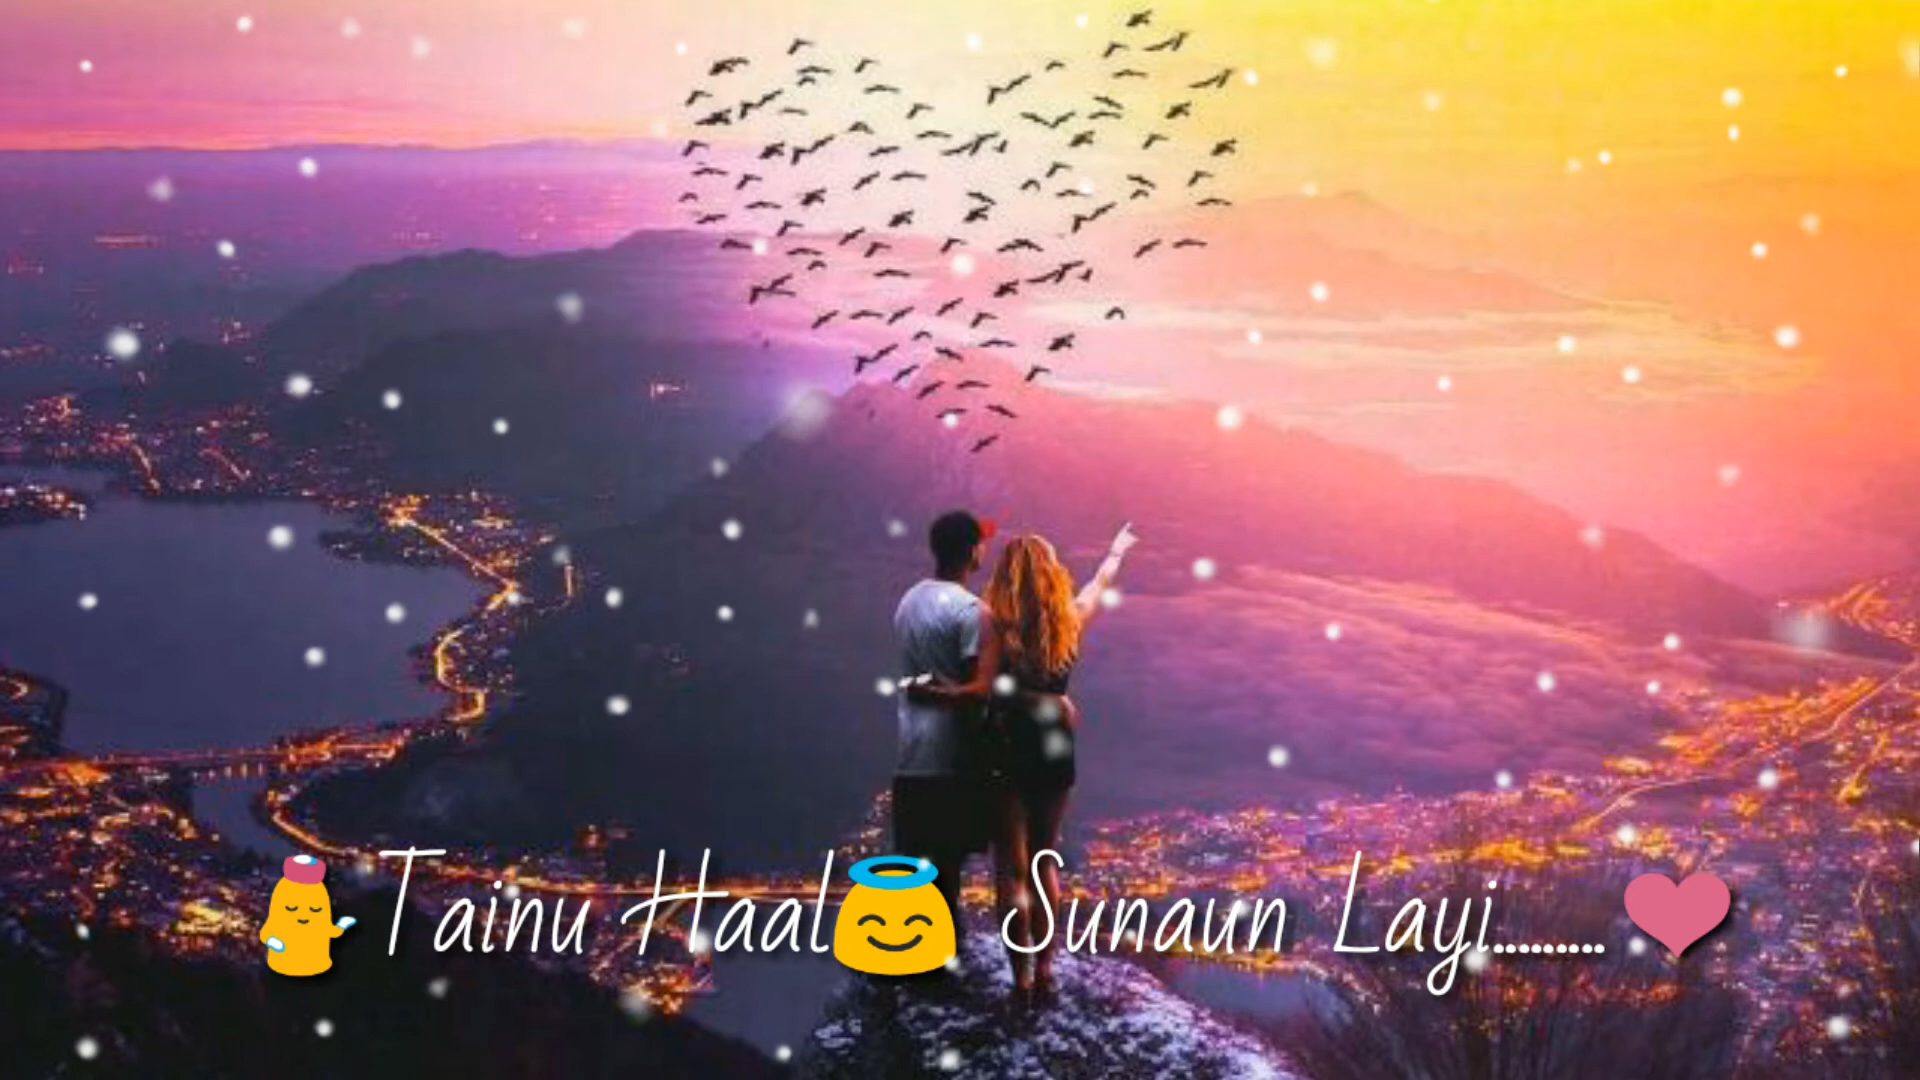 Tainu Haal😇 Sunaun Layi.........❤